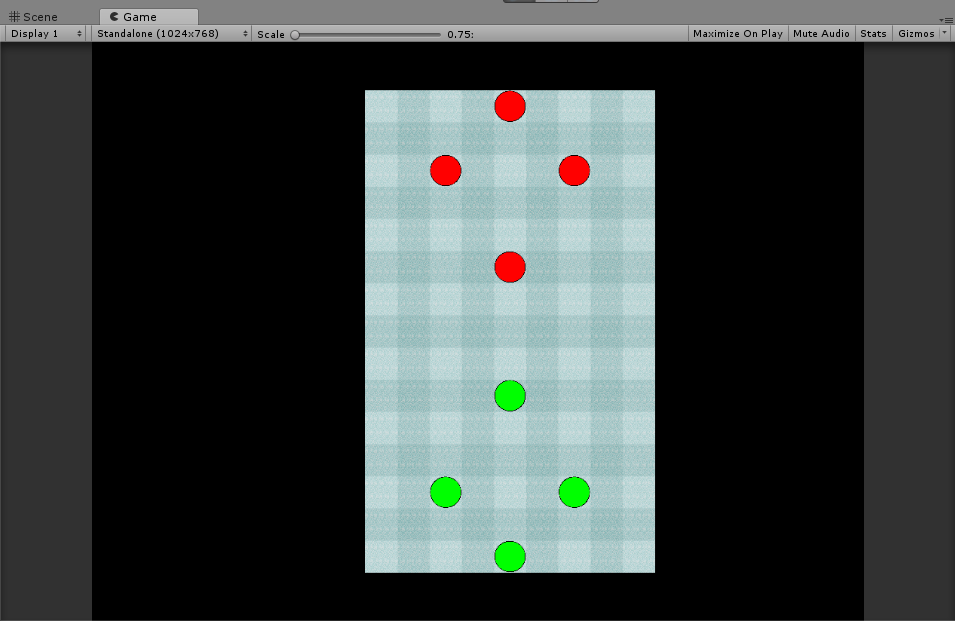 Scene
Game
Display 1
Standalone (1024x768)
Scale
0.75:
Maximize On Play
Mute Audio
Stats
Gizmos